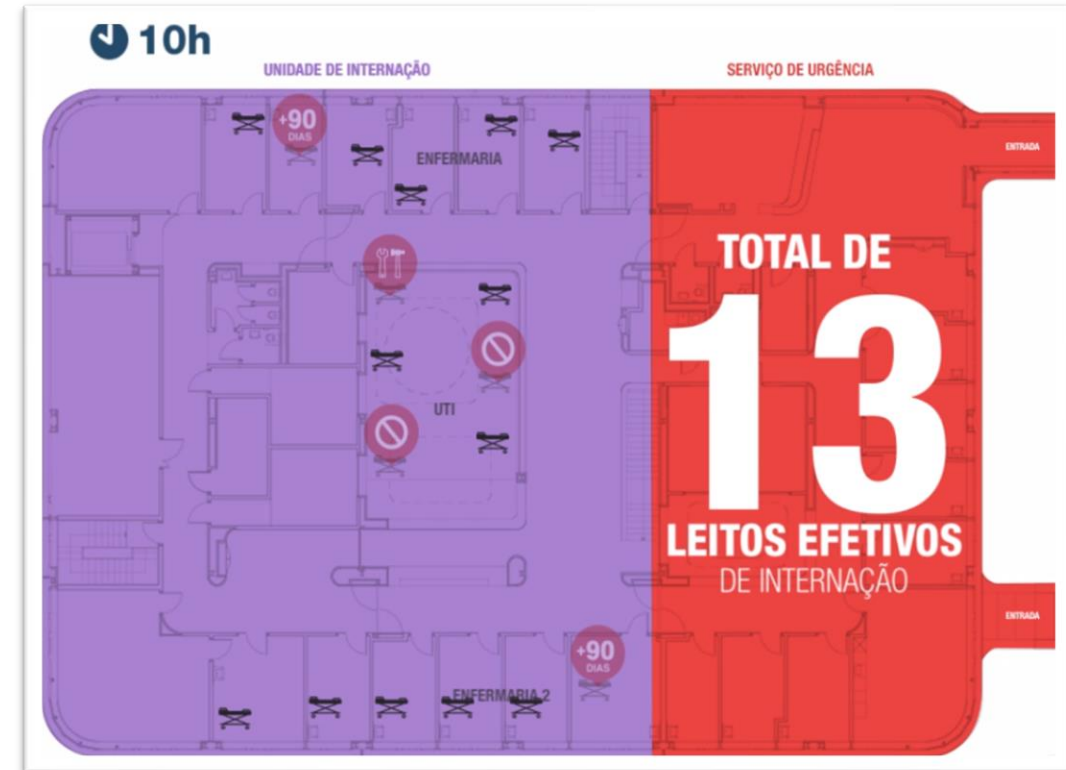 10h
UNIDADE DE INTERNAÇÃO
SERVIÇO DE URGÊNCIA
+90
DIAS
ENFERMARIA
ENTRADA
TOTAL DE
13
LEITOS EFETIVOS
DE INTERNAÇÃO
UTI
ENTRADA
+90
DIAS
ENFERMARIA 2